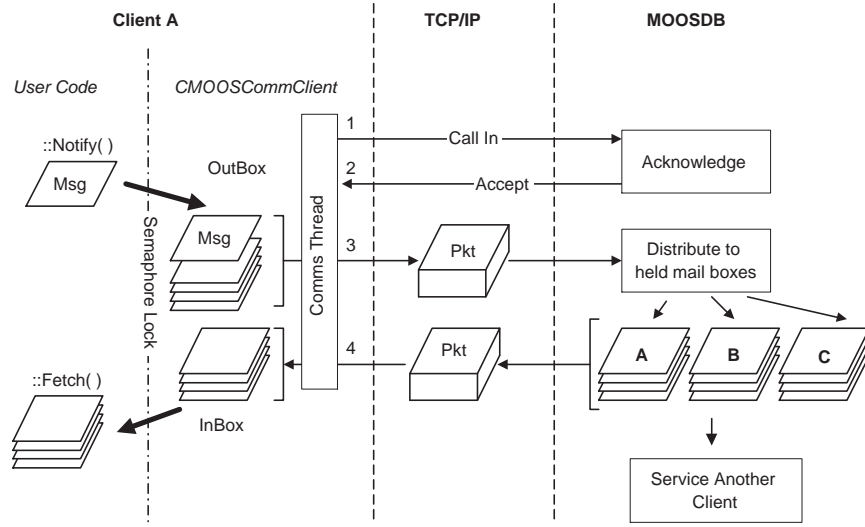 Client A
TCP/IP
MOOSDB
User Code
CMOOSCommClient
::Notify( )
Msg
OutBox
Msg
Semaphore Lock
Comms Thread
1
Call In
2
Accept
Acknowledge
3
Pkt
Distribute to
held mail boxes
4
Pkt
A
B
C
::Fetch( )
InBox
Service Another
Client